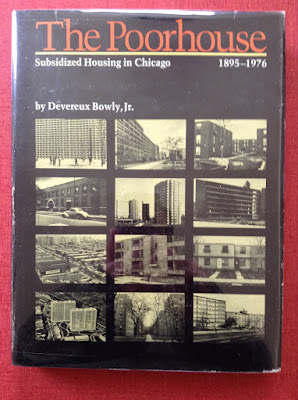 The Poorhouse
Subsidized Housing in Chicago 1895–1976
by Devereux Bowly, Jr.